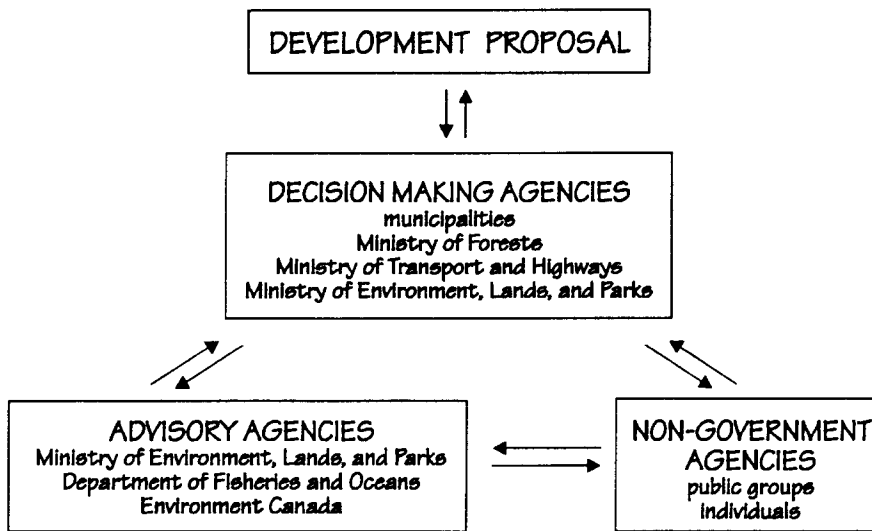 DEVELOPMENT PROPOSAL
DECISION MAKING AGENCIES
municipalities
Ministry of Forests
Ministry of Transport and Highways
Ministry of Environment, Lands, and Parks
ADVISORY AGENCIES
Ministry of Environment, Lands, and Parks
Department of Fisheries and Oceans
Environment Canada
NON-GOVERNMENT
AGENCIES
public groups
individuals